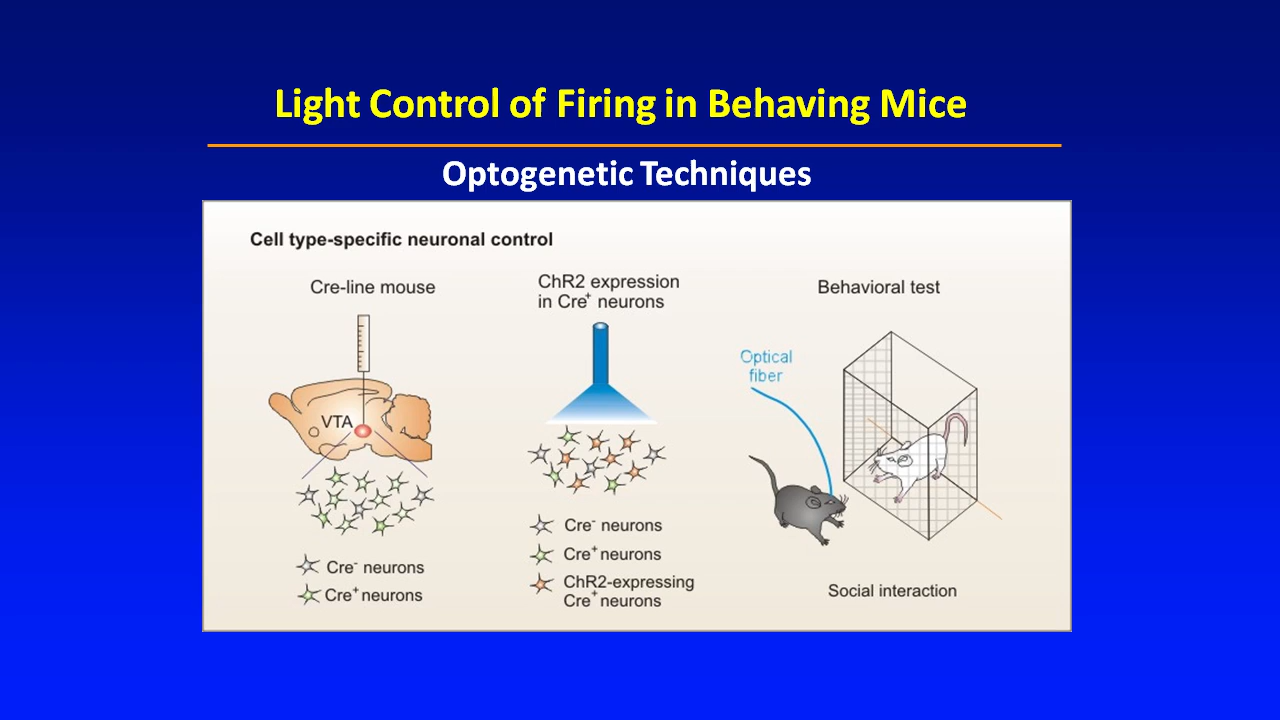 Light Control of Firing in Behaving Mice
Optogenetic Techniques
Cell type-specific neuronal control
Cre-line mouse
VTA
Cre⁻ neurons
Cre⁺ neurons
ChR2 expression
in Cre⁺ neurons
Cre⁻ neurons
Cre⁺ neurons
ChR2-expressing
Cre⁺ neurons
Behavioral test
Optical
fiber
Social interaction